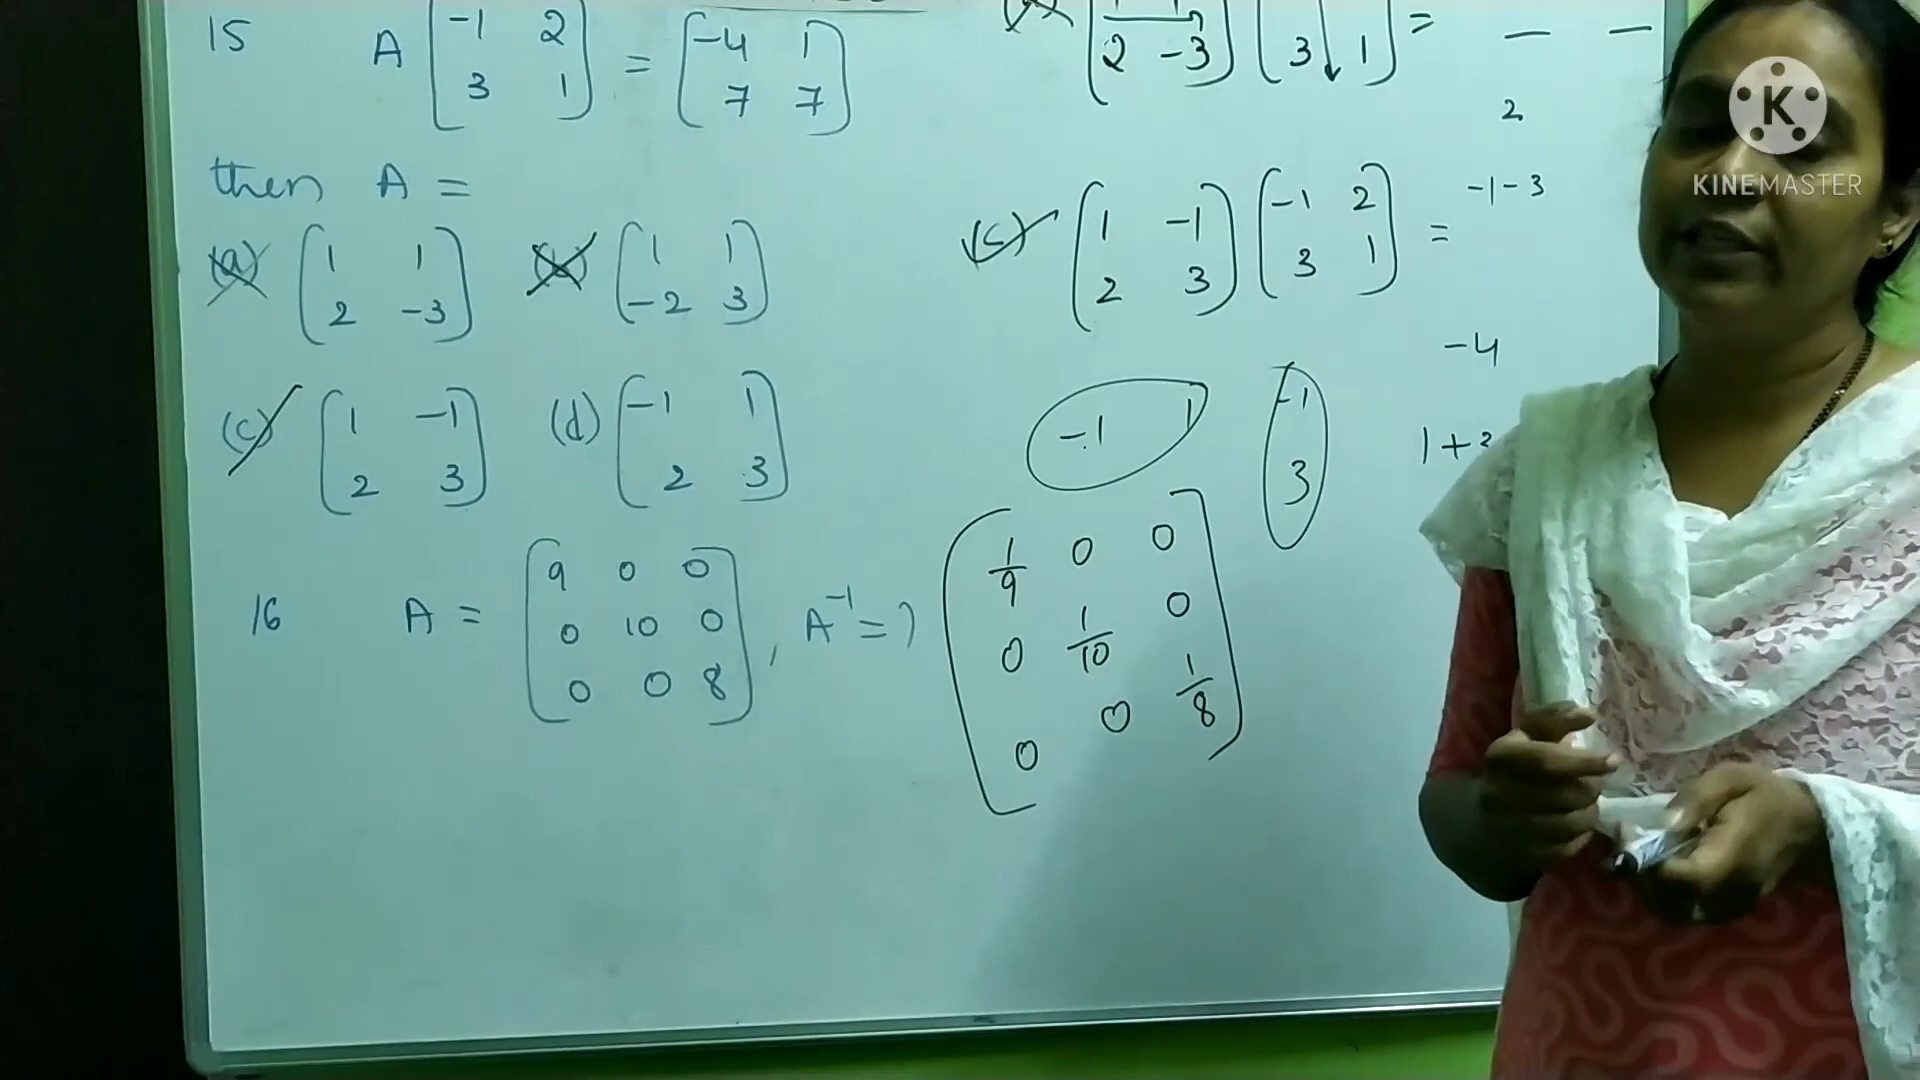 15 A [-1 2 = [-4 1
3 1] 7 7]
then A =
(a) [1 1 (b) [1 1
2 -3] -2 3]
(c) [1 -1 (d) [-1 1
2 3] 2 3]
16 A = [9 0 0
0 10 0
0 0 8], A⁻¹ = ?
[1/9 0 0
0 1/10 0
0 0 1/8]
2 -3] [3 1] = — —
2
(c) [1 -1 [-1 2 = -1-3
2 3] 3 1]
-4
-1 1 -1
3
1+
K
KINEMASTER